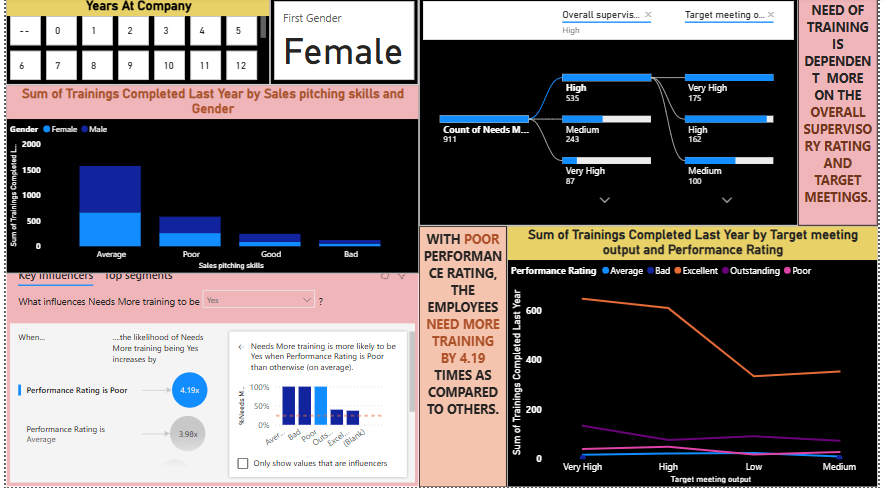 Years At Company
-- 0 1 2 3 4 5
6 7 8 9 10 11 12
First Gender
Female
Overall supervis... ×
High
Target meeting o... ×
Count of Needs M...
911
High
535
Medium
243
Very High
87
Very High
175
High
162
Medium
100
NEED OF
TRAINING
IS
DEPENDEN
T MORE
ON THE
OVERALL
SUPERVISO
RY RATING
AND
TARGET
MEETINGS.
Sum of Trainings Completed Last Year by Sales pitching skills and
Gender
Gender Female Male
Sum of Trainings Completed L...
2000
1500
1000
500
0
Average Poor Good Bad
Sales pitching skills
Key influencers Top segments
What influences Needs More training to be Yes ?
When...
...the likelihood of Needs
More training being Yes
increases by
Performance Rating is Poor
4.19x
Performance Rating is
Average
3.98x
Needs More training is more likely to be
Yes when Performance Rating is Poor
than otherwise (on average).
%Needs M...
100%
50%
0%
Aver... Bad Poor Outs... Excel... (Blank)
Only show values that are influencers
WITH POOR
PERFORMAN
CE RATING,
THE
EMPLOYEES
NEED MORE
TRAINING
BY 4.19
TIMES AS
COMPARED
TO OTHERS.
Sum of Trainings Completed Last Year by Target meeting
output and Performance Rating
Performance Rating Average Bad Excellent Outstanding Poor
Sum of Trainings Completed Last Year
600
400
200
0
Very High High Low Medium
Target meeting output